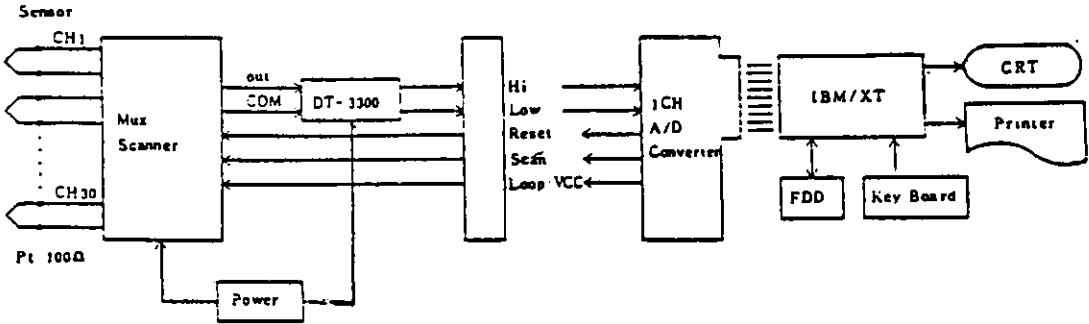 Sensor
CH1
CH30
Pt 100Ω
Mux
Scanner
out
COM
DT-3300
Power
Hi
Low
Reset
Scan
Loop VCC
1CH
A/D
Converter
IBM/XT
CRT
Printer
FDD
Key Board